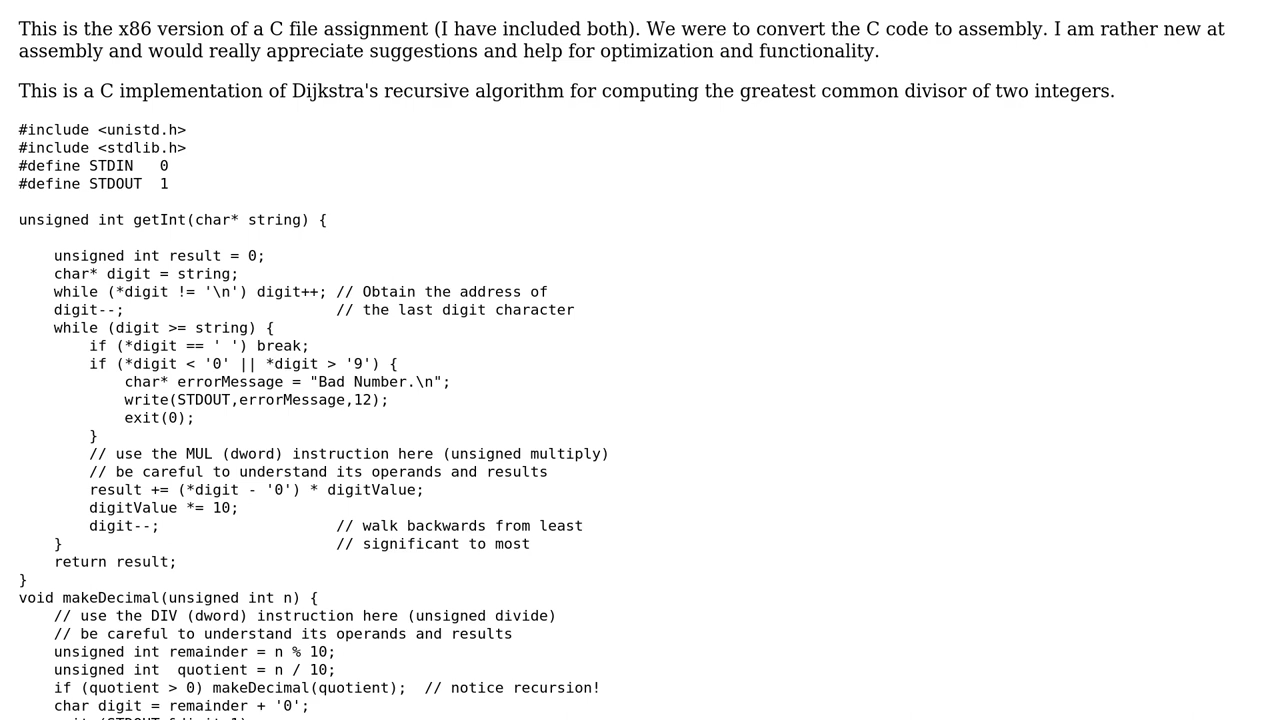 This is the x86 version of a C file assignment (I have included both). We were to convert the C code to assembly. I am rather new at
assembly and would really appreciate suggestions and help for optimization and functionality.
This is a C implementation of Dijkstra's recursive algorithm for computing the greatest common divisor of two integers.
#include <unistd.h>
#include <stdlib.h>
#define STDIN   0
#define STDOUT  1
unsigned int getInt(char* string) {
    unsigned int result = 0;
    char* digit = string;
    while (*digit != '\n') digit++; // Obtain the address of
    digit--;                        // the last digit character
    while (digit >= string) {
        if (*digit == ' ') break;
        if (*digit < '0' || *digit > '9') {
            char* errorMessage = "Bad Number.\n";
            write(STDOUT,errorMessage,12);
            exit(0);
        }
        // use the MUL (dword) instruction here (unsigned multiply)
        // be careful to understand its operands and results
        result += (*digit - '0') * digitValue;
        digitValue *= 10;
        digit--;                    // walk backwards from least
    }                               // significant to most
    return result;
}
void makeDecimal(unsigned int n) {
    // use the DIV (dword) instruction here (unsigned divide)
    // be careful to understand its operands and results
    unsigned int remainder = n % 10;
    unsigned int  quotient = n / 10;
    if (quotient > 0) makeDecimal(quotient);  // notice recursion!
    char digit = remainder + '0';